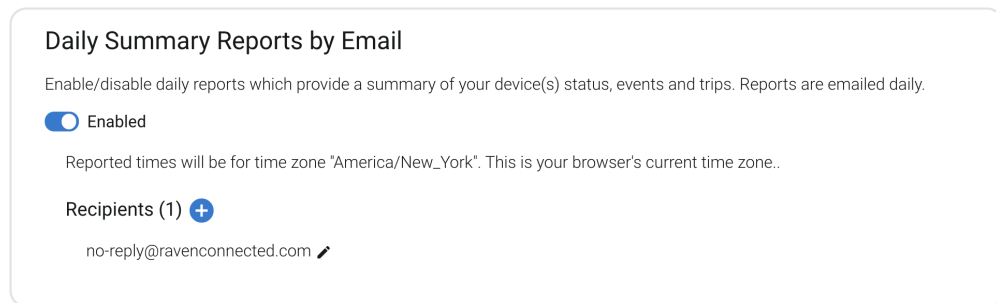 Daily Summary Reports by Email
Enable/disable daily reports which provide a summary of your device(s) status, events and trips. Reports are emailed daily.
Enabled
Reported times will be for time zone "America/New_York". This is your browser's current time zone..
Recipients (1)
no-reply@ravenconnected.com